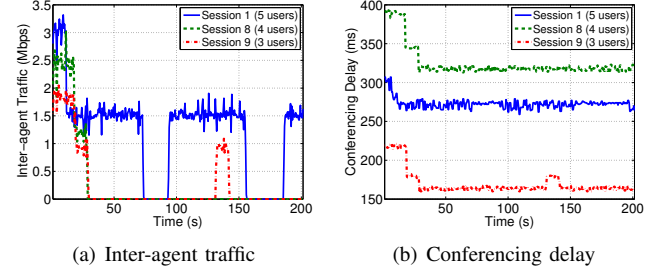 3.5
3
2.5
2
1.5
1
0.5
0
Inter-agent Traffic (Mbps)
Session 1 (5 users)
Session 8 (4 users)
Session 9 (3 users)
50
100
150
200
Time (s)
(a) Inter-agent traffic
400
350
300
250
200
150
Conferencing Delay (ms)
Session 1 (5 users)
Session 8 (4 users)
Session 9 (3 users)
50
100
150
200
Time (s)
(b) Conferencing delay